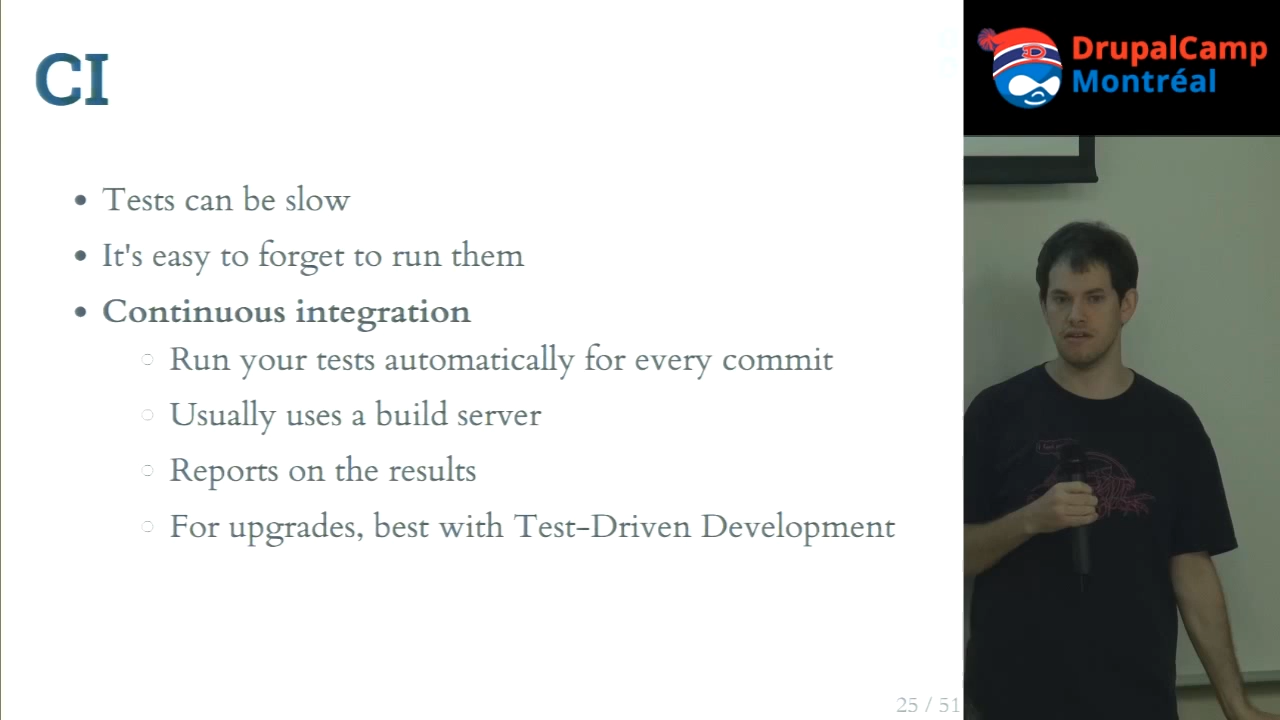 CI
Tests can be slow
It's easy to forget to run them
Continuous integration
Run your tests automatically for every commit
Usually uses a build server
Reports on the results
For upgrades, best with Test-Driven Development
25 / 51
DrupalCamp
Montréal